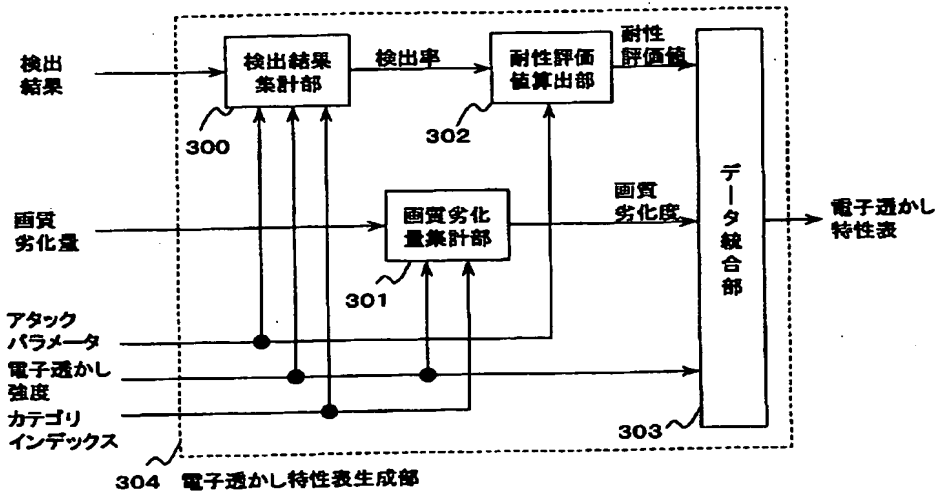 検出
結果
検出結果
集計部
300
検出率
耐性評価
値算出部
302
耐性
評価値
画質
劣化量
画質劣化
量集計部
301
画質
劣化度
データ統合部
303
電子透かし
特性表
アタック
パラメータ
電子透かし
強度
カテゴリ
インデックス
304 電子透かし特性表生成部